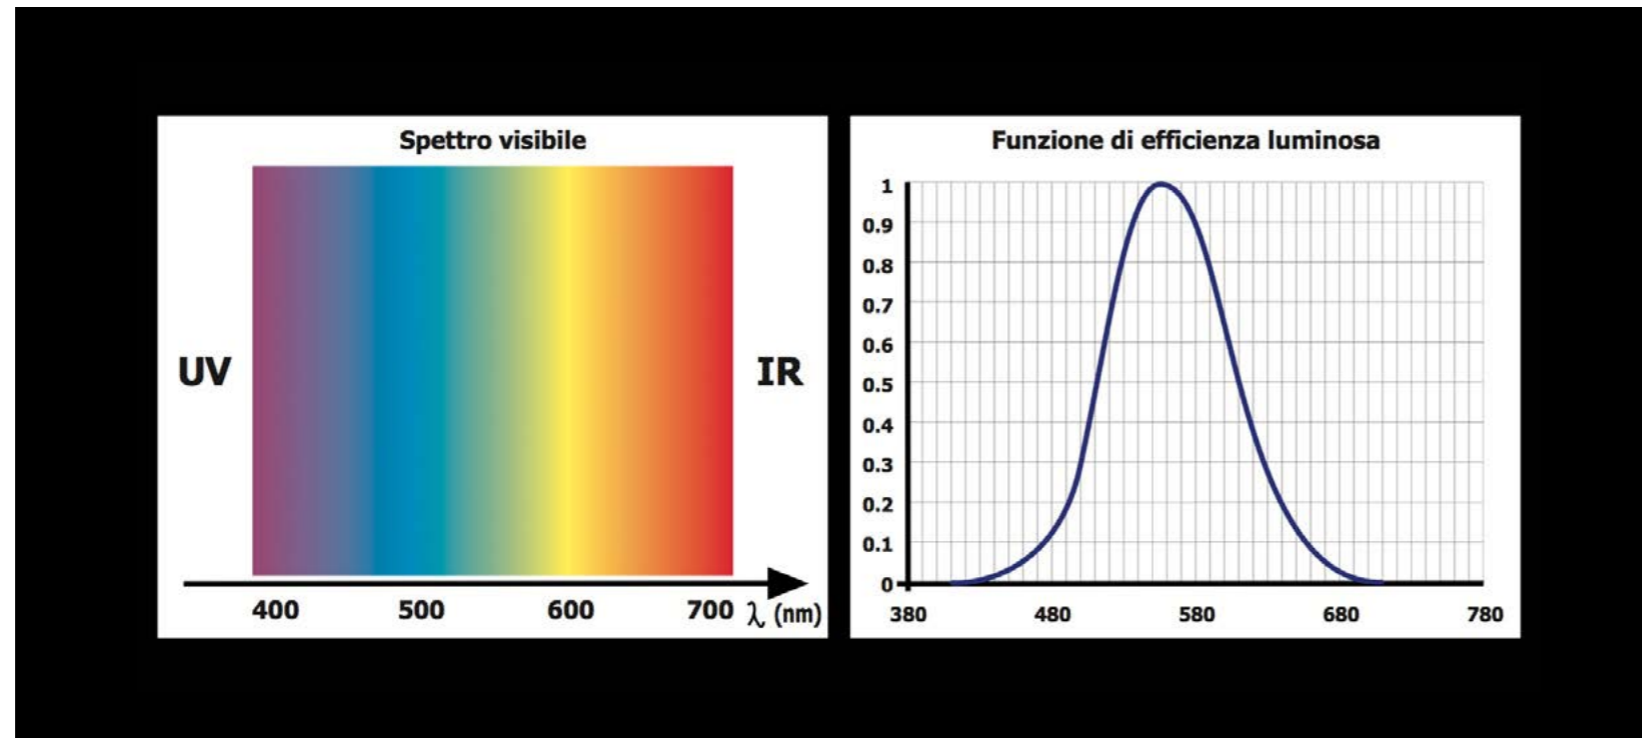 Spettro visibile
UV
IR
400 500 600 700 λ (nm)
Funzione di efficienza luminosa
1
0.9
0.8
0.7
0.6
0.5
0.4
0.3
0.2
0.1
0
380 480 580 680 780